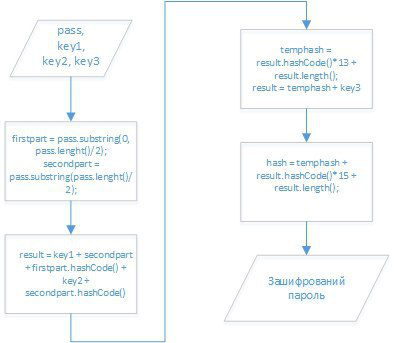 pass,
key1,
key2, key3
firstpart = pass.substring(0,
pass.lenght()/2);
secondpart =
pass.substring(pass.lenght()/
2);
result = key1 + secondpart
+ firstpart.hashCode() +
key2 +
secondpart.hashCode()
temphash =
result.hashCode()*13 +
result.length();
result = temphash + key3
hash = temphash +
result.hashCode()*15 +
result.length();
Зашифрований
пароль